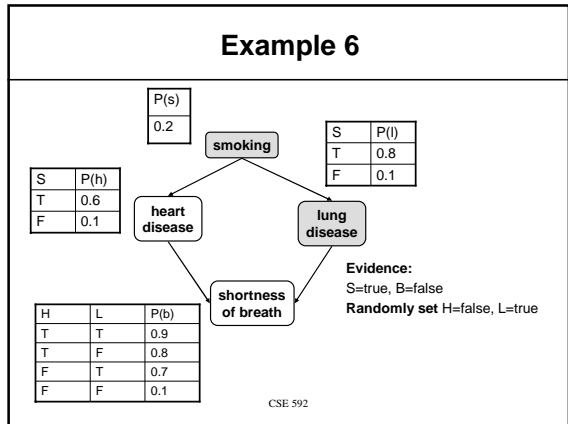 Example 6
P(s)
0.2
smoking
S P(l)
T 0.8
F 0.1
S P(h)
T 0.6
F 0.1
heart
disease
lung
disease
Evidence:
S=true, B=false
Randomly set H=false, L=true
shortness
of breath
H L P(b)
T T 0.9
T F 0.8
F T 0.7
F F 0.1
CSE 592